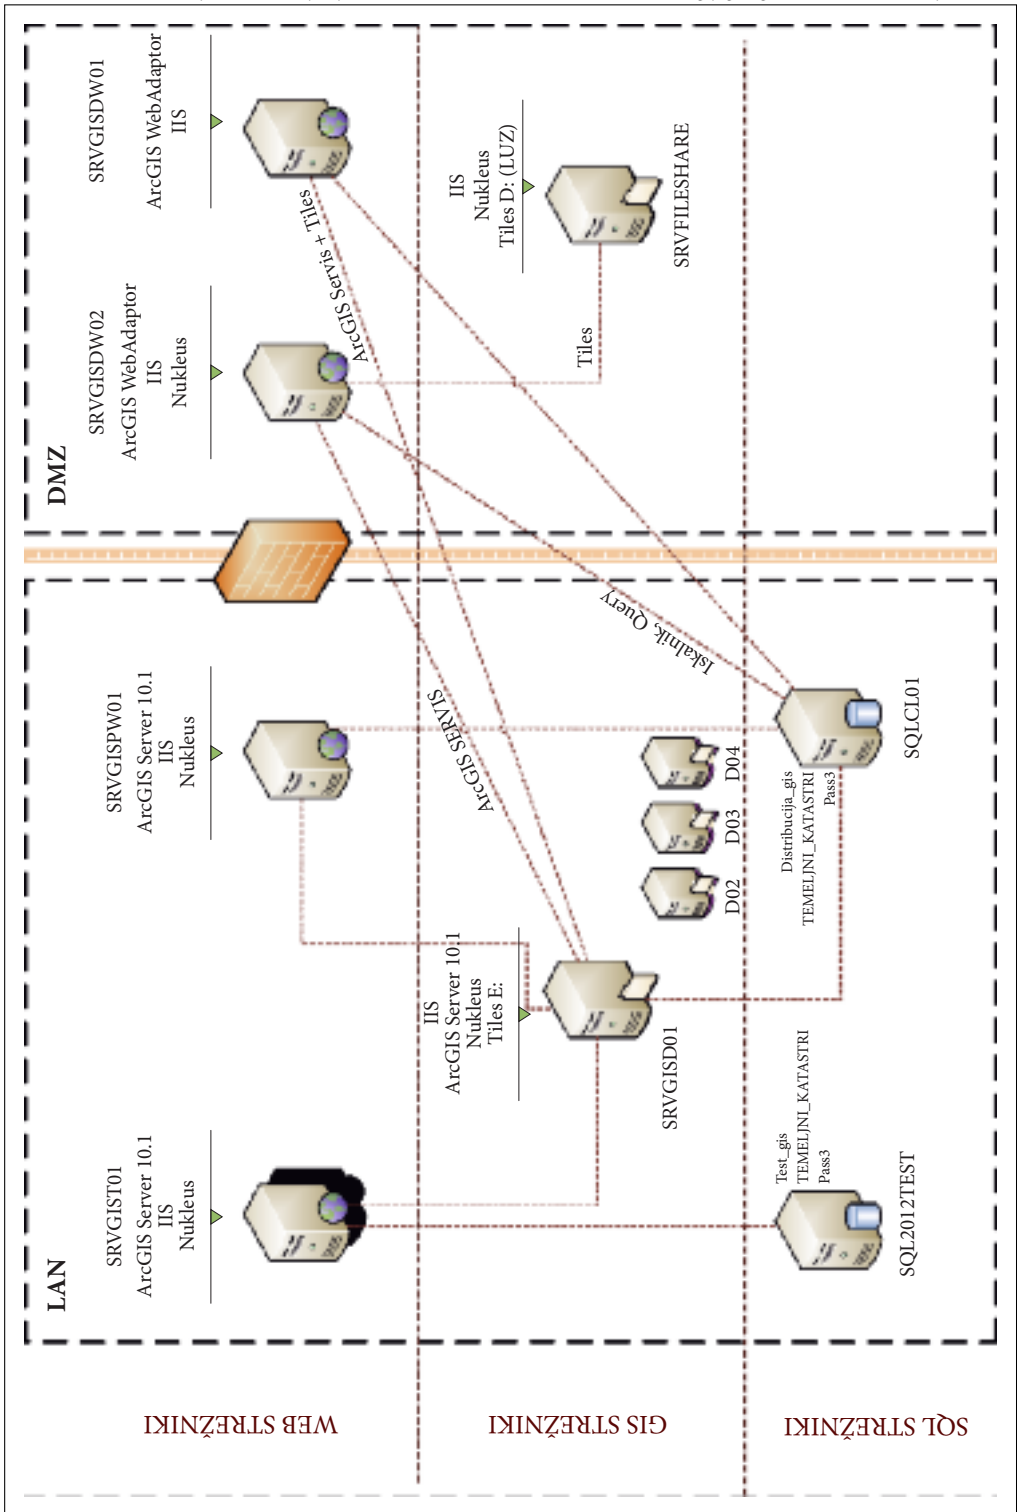 LAN
DMZ
SRVGIST01
ArcGIS Server 10.1
IIS
Nukleus
SRVGISPW01
ArcGIS Server 10.1
IIS
Nukleus
SRVGISDW02
ArcGIS WebAdaptor
IIS
Nukleus
SRVGISDW01
ArcGIS WebAdaptor
IIS
WEB STREŽNIKI
ArcGIS Servis + Tiles
ArcGIS SERVIS
IIS
ArcGIS Server 10.1
Nukleus
Tiles E:
SRVGISD01
IIS
Nukleus
Tiles D: (LUZ)
SRVFILESHARE
Tiles
Iskalnik, Query
D02
D03
D04
GIS STREŽNIKI
Test_gis
TEMELJNI_KATASTRI
Pass3
SQL2012TEST
Distribucija_gis
TEMELJNI_KATASTRI
Pass3
SQLCL01
SQL STREŽNIKI